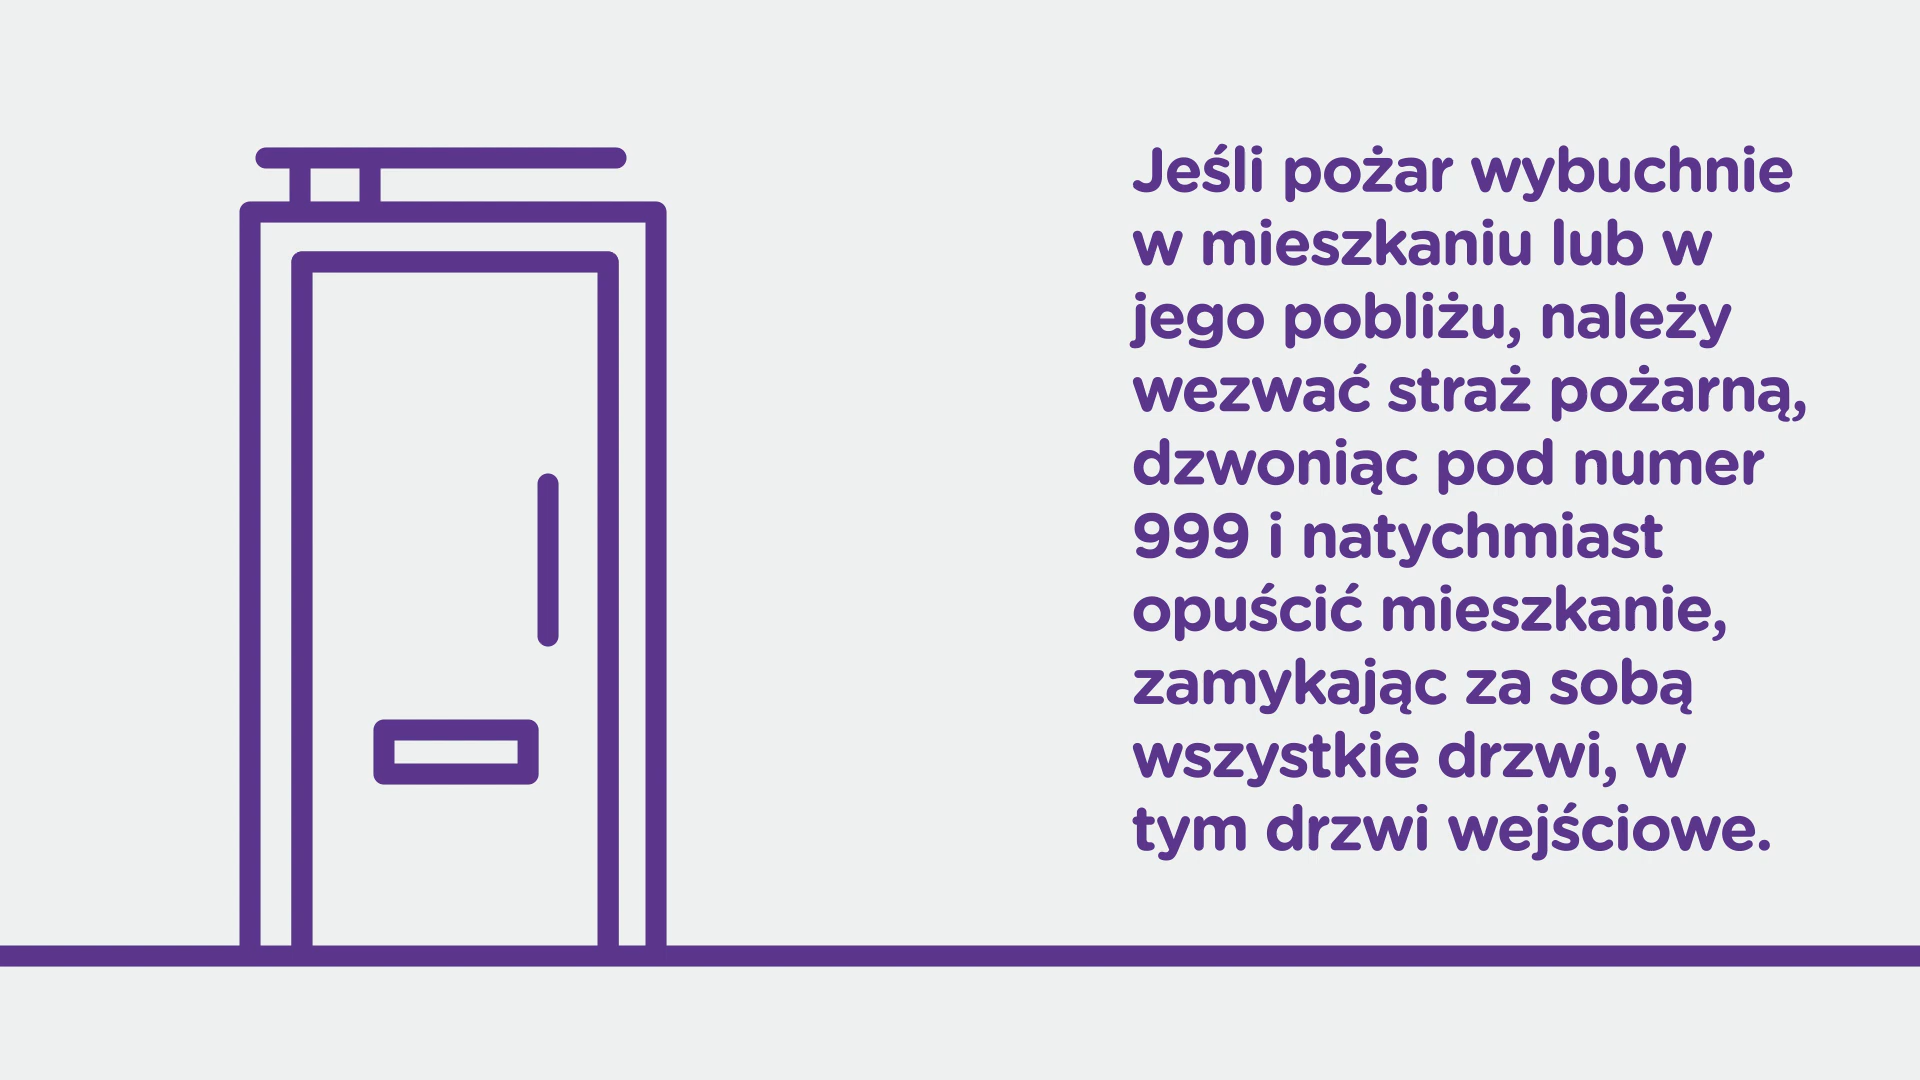 Jeśli pożar wybuchnie
w mieszkaniu lub w
jego pobliżu, należy
wezwać straż pożarną,
dzwoniąc pod numer
999 i natychmiast
opuścić mieszkanie,
zamykając za sobą
wszystkie drzwi, w
tym drzwi wejściowe.